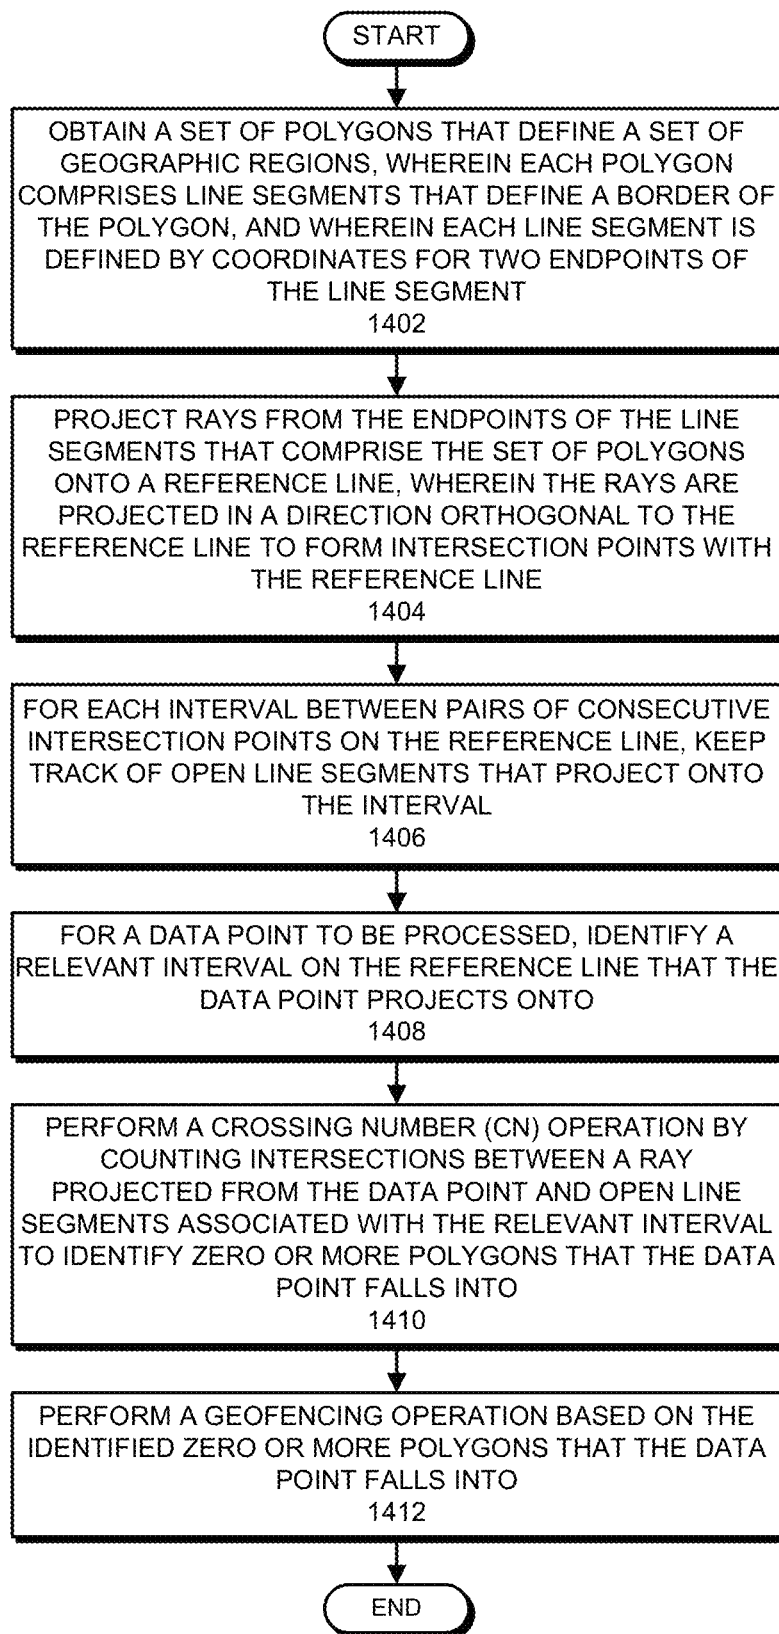 START
OBTAIN A SET OF POLYGONS THAT DEFINE A SET OF
GEOGRAPHIC REGIONS, WHEREIN EACH POLYGON
COMPRISES LINE SEGMENTS THAT DEFINE A BORDER OF
THE POLYGON, AND WHEREIN EACH LINE SEGMENT IS
DEFINED BY COORDINATES FOR TWO ENDPOINTS OF
THE LINE SEGMENT
1402
PROJECT RAYS FROM THE ENDPOINTS OF THE LINE
SEGMENTS THAT COMPRISE THE SET OF POLYGONS
ONTO A REFERENCE LINE, WHEREIN THE RAYS ARE
PROJECTED IN A DIRECTION ORTHOGONAL TO THE
REFERENCE LINE TO FORM INTERSECTION POINTS WITH
THE REFERENCE LINE
1404
FOR EACH INTERVAL BETWEEN PAIRS OF CONSECUTIVE
INTERSECTION POINTS ON THE REFERENCE LINE, KEEP
TRACK OF OPEN LINE SEGMENTS THAT PROJECT ONTO
THE INTERVAL
1406
FOR A DATA POINT TO BE PROCESSED, IDENTIFY A
RELEVANT INTERVAL ON THE REFERENCE LINE THAT THE
DATA POINT PROJECTS ONTO
1408
PERFORM A CROSSING NUMBER (CN) OPERATION BY
COUNTING INTERSECTIONS BETWEEN A RAY
PROJECTED FROM THE DATA POINT AND OPEN LINE
SEGMENTS ASSOCIATED WITH THE RELEVANT INTERVAL
TO IDENTIFY ZERO OR MORE POLYGONS THAT THE DATA
POINT FALLS INTO
1410
PERFORM A GEOFENCING OPERATION BASED ON THE
IDENTIFIED ZERO OR MORE POLYGONS THAT THE DATA
POINT FALLS INTO
1412
END